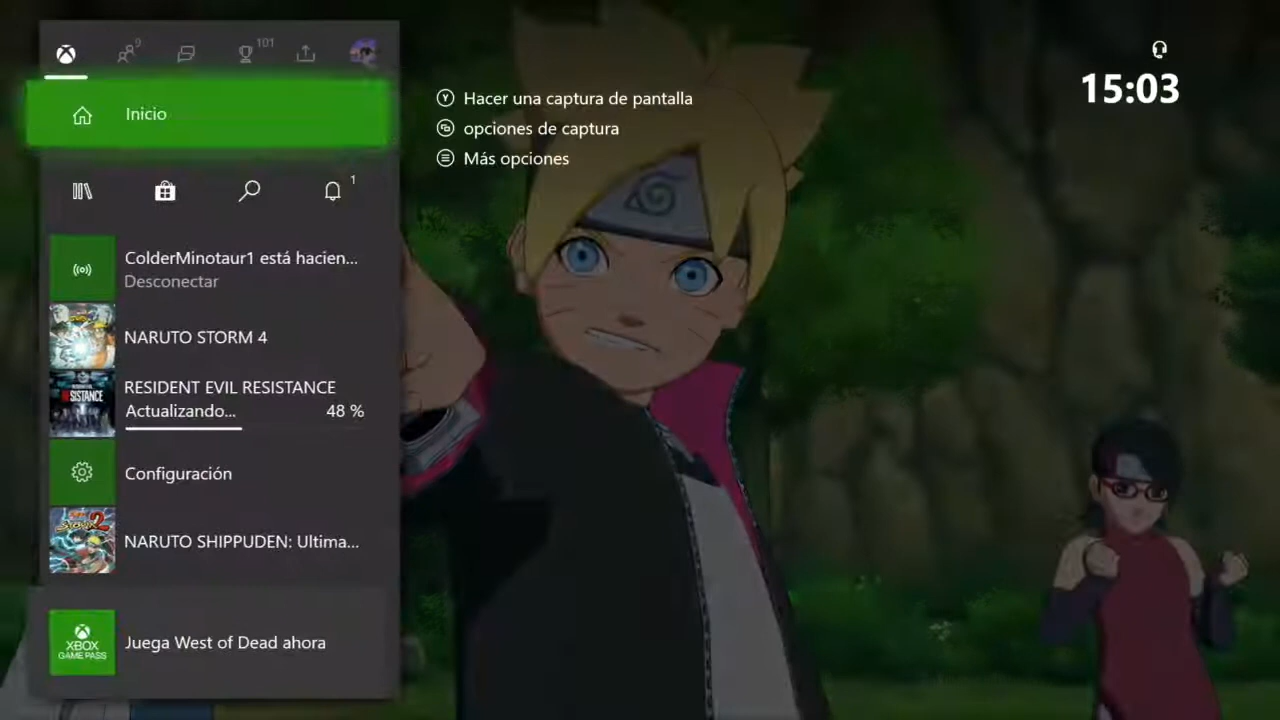 9
101
15:03
Inicio
Y Hacer una captura de pantalla
opciones de captura
Más opciones
1
ColderMinotaur1 está hacien...
Desconectar
NARUTO STORM 4
RESIDENT EVIL RESISTANCE
Actualizando... 48 %
Configuración
NARUTO SHIPPUDEN: Ultima...
XBOX
GAME PASS
Juega West of Dead ahora